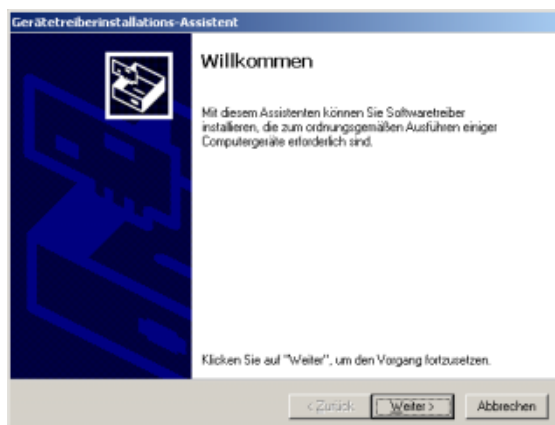 Gerätetreiberinstallations-Assistent
Willkommen
Mit diesem Assistenten können Sie Softwaretreiber
installieren, die zum ordnungsgemäßen Ausführen einiger
Computergeräte erforderlich sind.
Klicken Sie auf "Weiter", um den Vorgang fortzusetzen.
< Zurück
Weiter >
Abbrechen